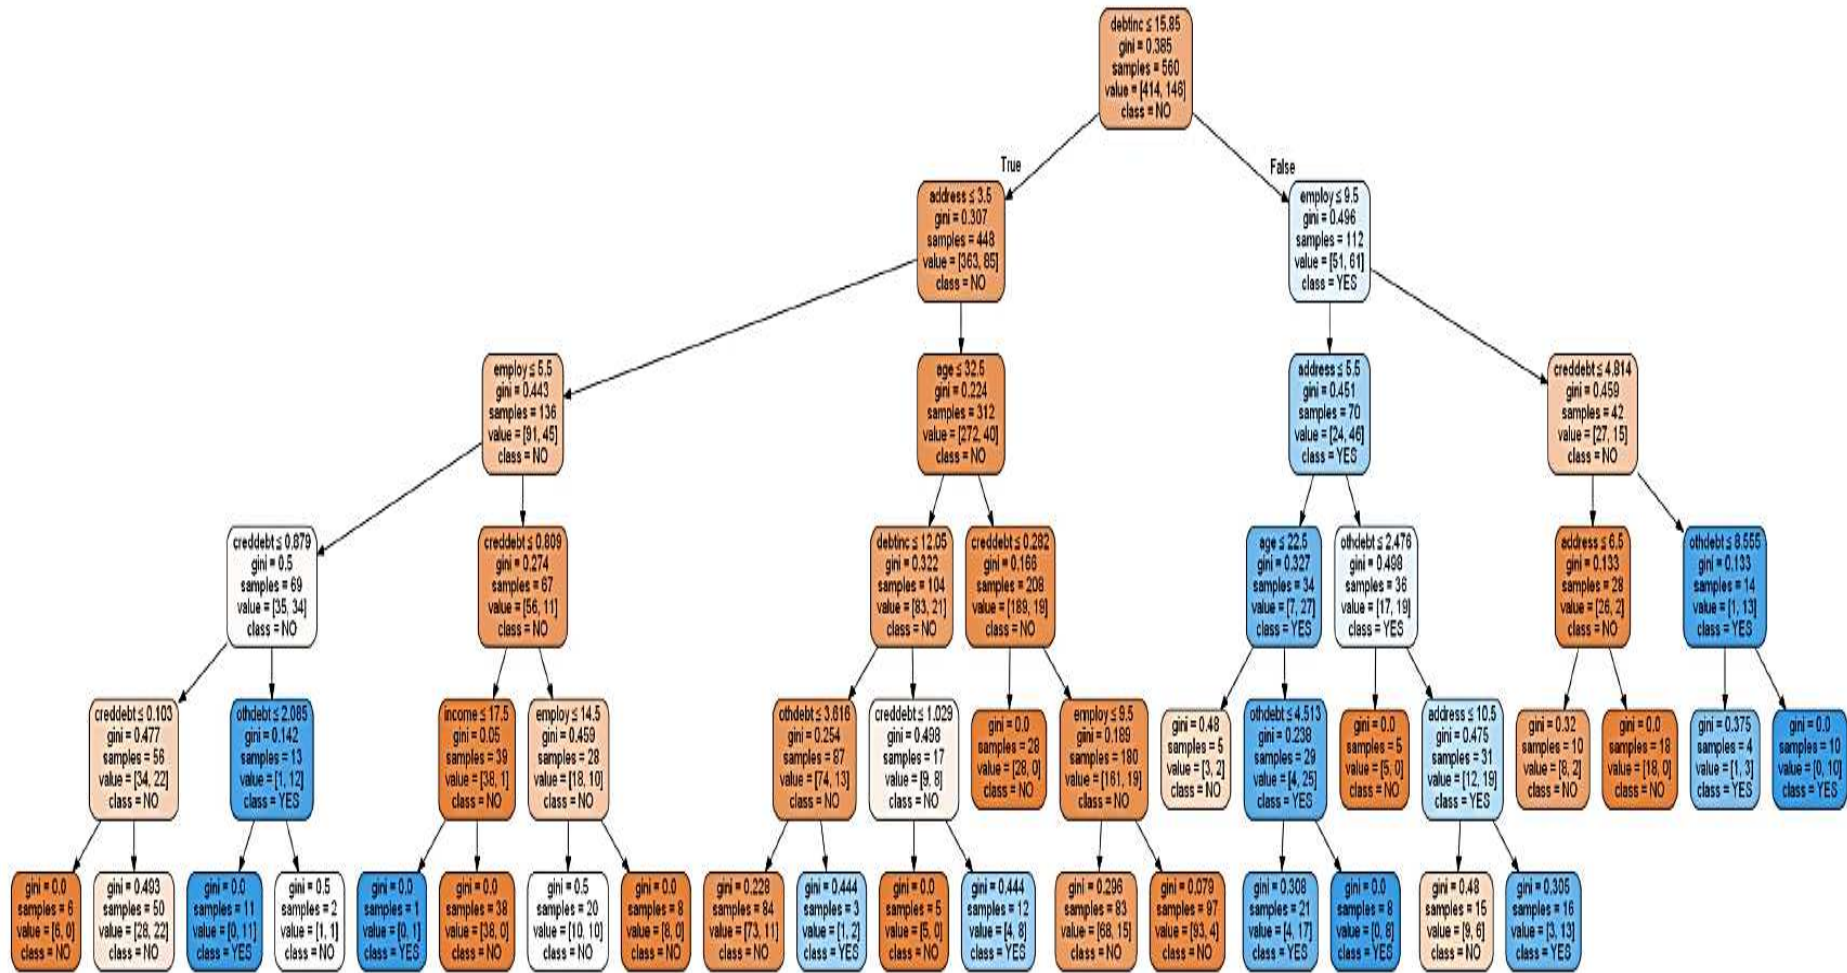 debtinc ≤ 15.85
gini = 0.385
samples = 560
value = [414, 146]
class = NO
True
False
address ≤ 3.5
gini = 0.307
samples = 448
value = [363, 85]
class = NO
employ ≤ 9.5
gini = 0.496
samples = 112
value = [51, 61]
class = YES
employ ≤ 5.5
gini = 0.443
samples = 136
value = [91, 45]
class = NO
age ≤ 32.5
gini = 0.224
samples = 312
value = [272, 40]
class = NO
address ≤ 5.5
gini = 0.451
samples = 70
value = [24, 46]
class = YES
creddebt ≤ 4.814
gini = 0.459
samples = 42
value = [27, 15]
class = NO
creddebt ≤ 0.879
gini = 0.5
samples = 69
value = [35, 34]
class = NO
creddebt ≤ 0.809
gini = 0.274
samples = 67
value = [56, 11]
class = NO
debtinc ≤ 12.05
gini = 0.322
samples = 104
value = [83, 21]
class = NO
creddebt ≤ 0.282
gini = 0.166
samples = 208
value = [189, 19]
class = NO
age ≤ 22.5
gini = 0.327
samples = 34
value = [7, 27]
class = YES
othdebt ≤ 2.476
gini = 0.498
samples = 36
value = [17, 19]
class = YES
address ≤ 6.5
gini = 0.133
samples = 28
value = [26, 2]
class = NO
othdebt ≤ 8.555
gini = 0.133
samples = 14
value = [1, 13]
class = YES
creddebt ≤ 0.103
gini = 0.477
samples = 56
value = [34, 22]
class = NO
othdebt ≤ 2.085
gini = 0.142
samples = 13
value = [1, 12]
class = YES
income ≤ 17.5
gini = 0.05
samples = 39
value = [38, 1]
class = NO
employ ≤ 14.5
gini = 0.459
samples = 28
value = [18, 10]
class = NO
othdebt ≤ 3.616
gini = 0.254
samples = 87
value = [74, 13]
class = NO
creddebt ≤ 1.029
gini = 0.498
samples = 17
value = [9, 8]
class = NO
gini = 0.0
samples = 28
value = [28, 0]
class = NO
employ ≤ 9.5
gini = 0.189
samples = 180
value = [161, 19]
class = NO
gini = 0.48
samples = 5
value = [3, 2]
class = NO
othdebt ≤ 4.513
gini = 0.238
samples = 29
value = [4, 25]
class = YES
gini = 0.0
samples = 5
value = [5, 0]
class = NO
address ≤ 10.5
gini = 0.475
samples = 31
value = [12, 19]
class = YES
gini = 0.32
samples = 10
value = [8, 2]
class = NO
gini = 0.0
samples = 18
value = [18, 0]
class = NO
gini = 0.375
samples = 4
value = [1, 3]
class = YES
gini = 0.0
samples = 10
value = [0, 10]
class = YES
gini = 0.0
samples = 6
value = [6, 0]
class = NO
gini = 0.493
samples = 50
value = [28, 22]
class = NO
gini = 0.0
samples = 11
value = [0, 11]
class = YES
gini = 0.5
samples = 2
value = [1, 1]
class = NO
gini = 0.0
samples = 1
value = [0, 1]
class = YES
gini = 0.0
samples = 38
value = [38, 0]
class = NO
gini = 0.5
samples = 20
value = [10, 10]
class = NO
gini = 0.0
samples = 8
value = [8, 0]
class = NO
gini = 0.228
samples = 84
value = [73, 11]
class = NO
gini = 0.444
samples = 3
value = [1, 2]
class = YES
gini = 0.0
samples = 5
value = [5, 0]
class = NO
gini = 0.444
samples = 12
value = [4, 8]
class = YES
gini = 0.296
samples = 83
value = [68, 15]
class = NO
gini = 0.079
samples = 97
value = [93, 4]
class = NO
gini = 0.308
samples = 21
value = [4, 17]
class = YES
gini = 0.0
samples = 8
value = [0, 8]
class = YES
gini = 0.48
samples = 15
value = [9, 6]
class = NO
gini = 0.305
samples = 16
value = [3, 13]
class = YES